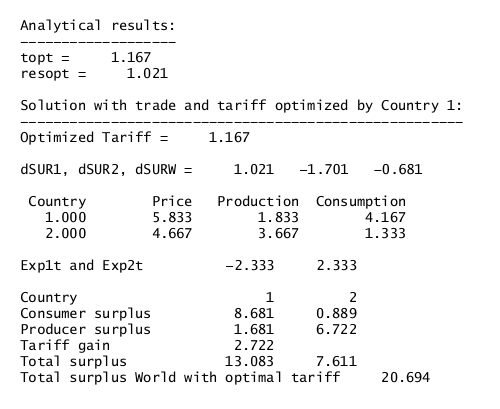 Analytical results:
-------------------
topt = 1.167
resopt = 1.021
Solution with trade and tariff optimized by Country 1:
------------------------------------------------------
Optimized Tariff = 1.167
dSUR1, dSUR2, dSURW = 1.021 -1.701 -0.681
Country Price Production Consumption
1.000 5.833 1.833 4.167
2.000 4.667 3.667 1.333
Exp1t and Exp2t -2.333 2.333
Country 1 2
Consumer surplus 8.681 0.889
Producer surplus 1.681 6.722
Tariff gain 2.722
Total surplus 13.083 7.611
Total surplus World with optimal tariff 20.694